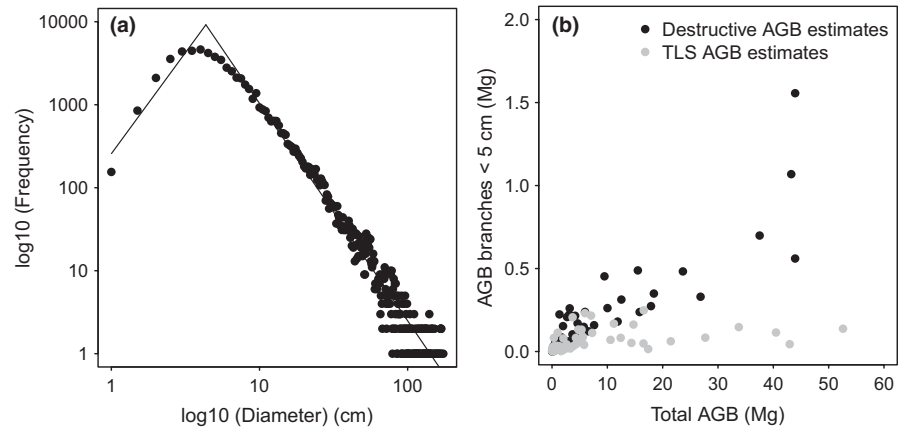 (a)
10000
1000
100
10
1
log10 (Frequency)
1
10
100
log10 (Diameter) (cm)
(b)
Destructive AGB estimates
TLS AGB estimates
2.0
1.5
1.0
0.5
0.0
AGB branches < 5 cm (Mg)
0
10
20
30
40
50
60
Total AGB (Mg)